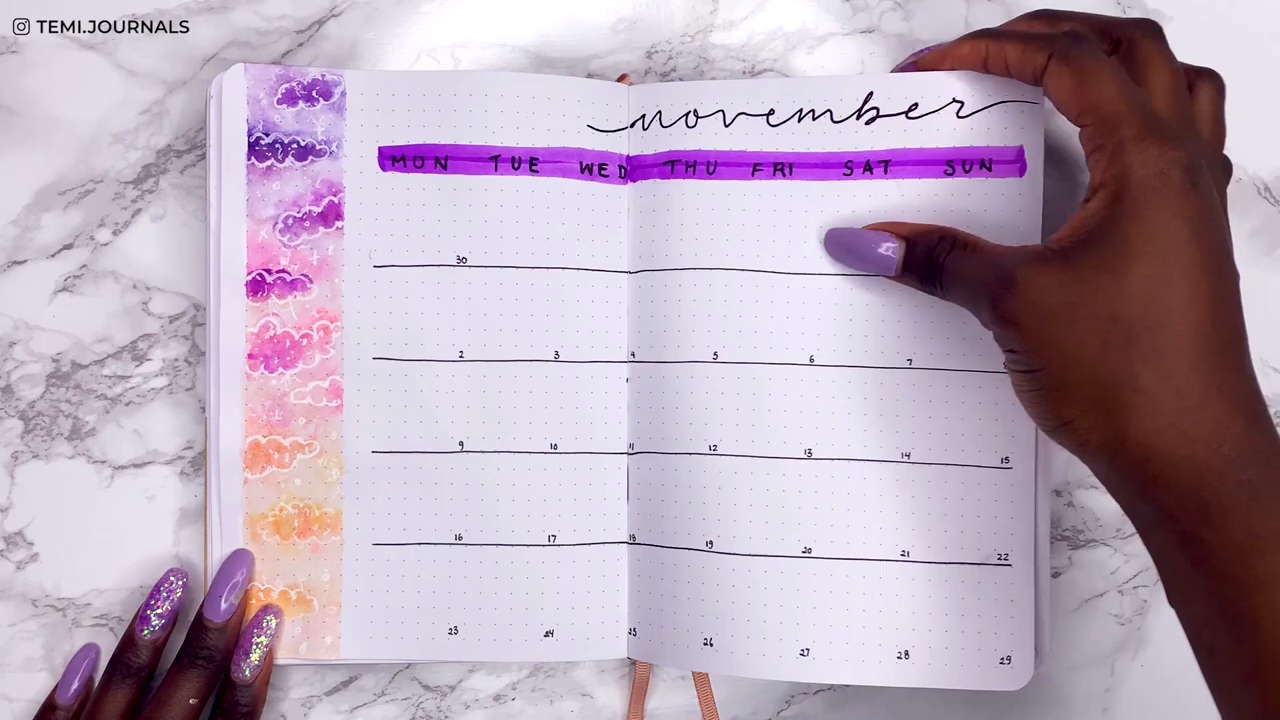 TEMI.JOURNALS
november
MON TUE WED THU FRI SAT SUN
30
2 3 4 5 6 7
9 10 11 12 13 14 15
16 17 18 19 20 21 22
23 24 25 26 27 28 29